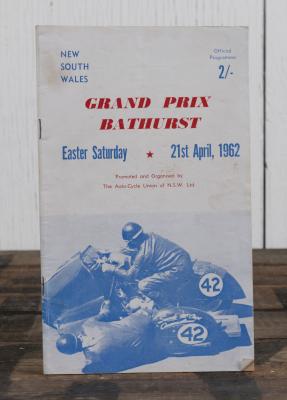 NEW
SOUTH
WALES
Official
Programme
2/-
GRAND PRIX
BATHURST
Easter Saturday ★ 21st April, 1962
Promoted and Organised by
The Auto-Cycle Union of N.S.W. Ltd.
42
42